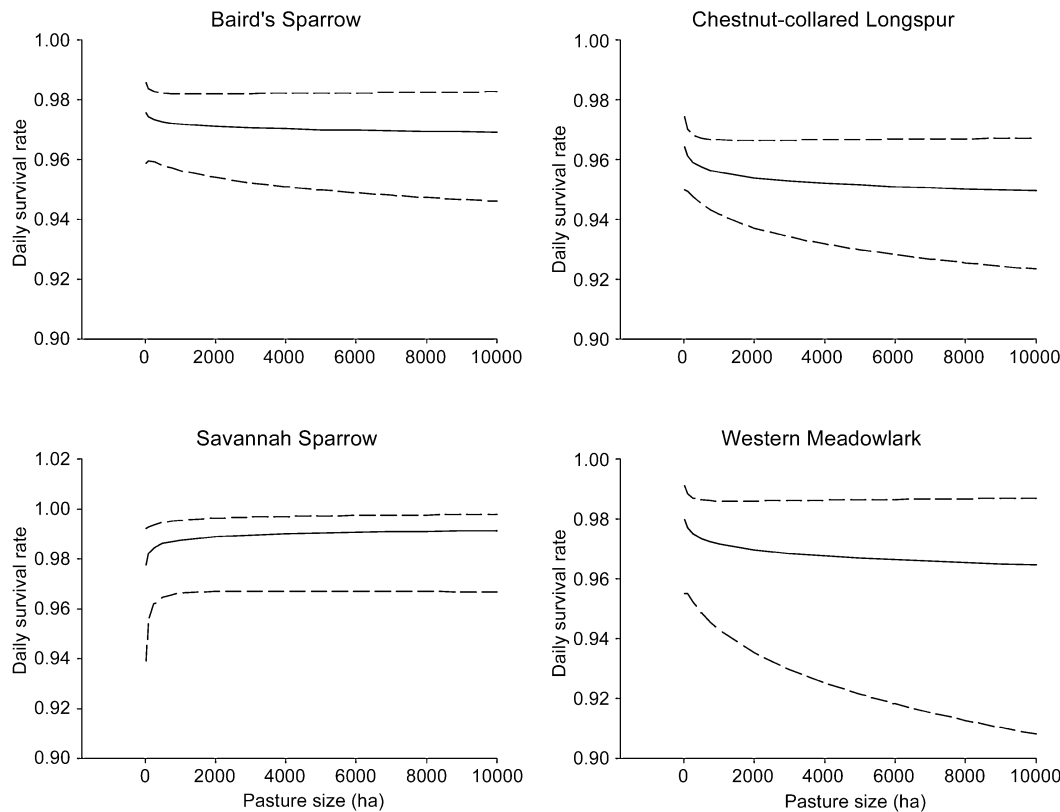 Baird's Sparrow
Chestnut-collared Longspur
1.00
0.98
0.96
0.94
0.92
0.90
Daily survival rate
0 2000 4000 6000 8000 10000
1.00
0.98
0.96
0.94
0.92
0.90
Daily survival rate
0 2000 4000 6000 8000 10000
Savannah Sparrow
Western Meadowlark
1.02
1.00
0.98
0.96
0.94
0.92
0.90
Daily survival rate
0 2000 4000 6000 8000 10000
Pasture size (ha)
1.00
0.98
0.96
0.94
0.92
0.90
Daily survival rate
0 2000 4000 6000 8000 10000
Pasture size (ha)